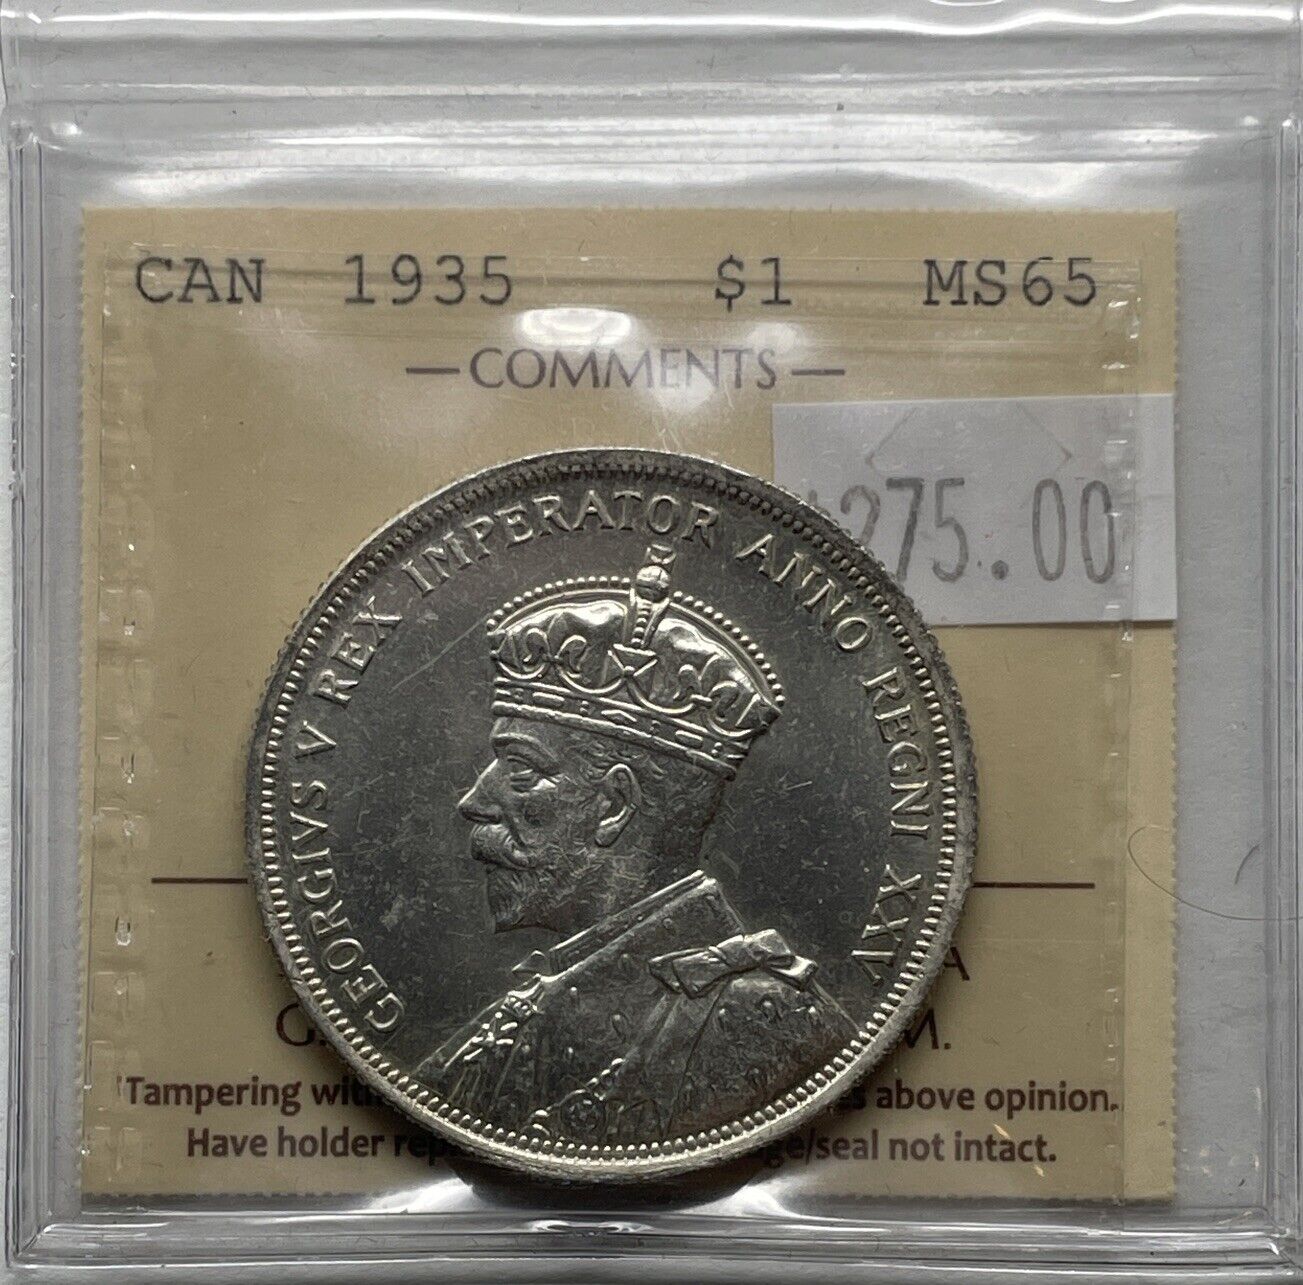 CAN 1935 $1 MS65
—COMMENTS—
275.00
GEORGIVS V REX IMPERATOR ANNO REGNI XXV
A
M.
Tampering with above opinion.
Have holder seal not intact.